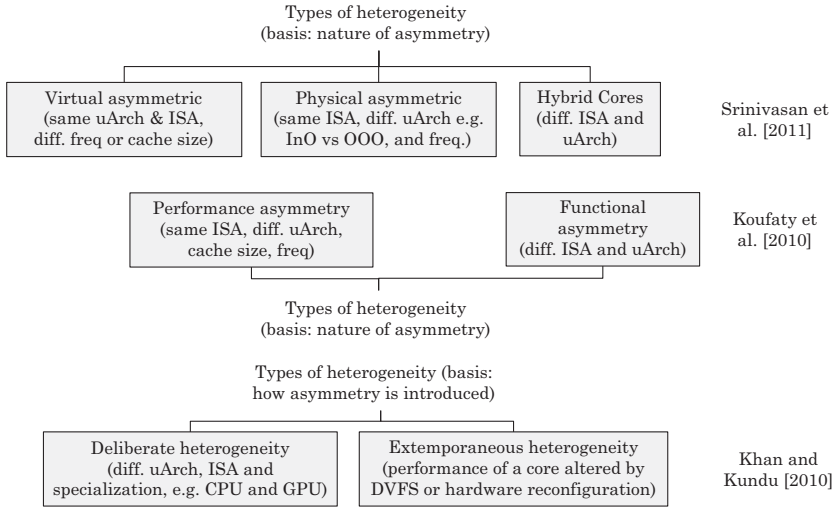 Types of heterogeneity
(basis: nature of asymmetry)
Virtual asymmetric
(same uArch & ISA,
diff. freq or cache size)
Physical asymmetric
(same ISA, diff. uArch e.g.
InO vs OOO, and freq.)
Hybrid Cores
(diff. ISA and
uArch)
Srinivasan et
al. [2011]
Performance asymmetry
(same ISA, diff. uArch,
cache size, freq)
Functional
asymmetry
(diff. ISA and uArch)
Koufaty et
al. [2010]
Types of heterogeneity
(basis: nature of asymmetry)
Types of heterogeneity (basis:
how asymmetry is introduced)
Deliberate heterogeneity
(diff. uArch, ISA and
specialization, e.g. CPU and GPU)
Extemporaneous heterogeneity
(performance of a core altered by
DVFS or hardware reconfiguration)
Khan and
Kundu [2010]